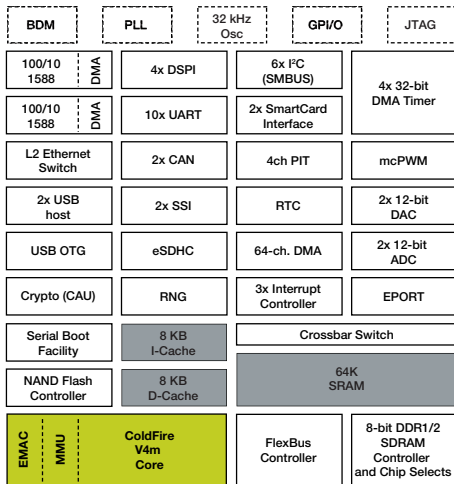 BDM
PLL
32 kHz
Osc
GPI/O
JTAG
100/10
1588
DMA
4x DSPI
6x I²C
(SMBUS)
4x 32-bit
DMA Timer
100/10
1588
DMA
10x UART
2x SmartCard
Interface
L2 Ethernet
Switch
2x CAN
4ch PIT
mcPWM
2x USB
host
2x SSI
RTC
2x 12-bit
DAC
USB OTG
eSDHC
64-ch. DMA
2x 12-bit
ADC
Crypto (CAU)
RNG
3x Interrupt
Controller
EPORT
Serial Boot
Facility
8 KB
I-Cache
Crossbar Switch
NAND Flash
Controller
8 KB
D-Cache
64K
SRAM
EMAC
MMU
ColdFire
V4m
Core
FlexBus
Controller
8-bit DDR1/2
SDRAM
Controller
and Chip Selects